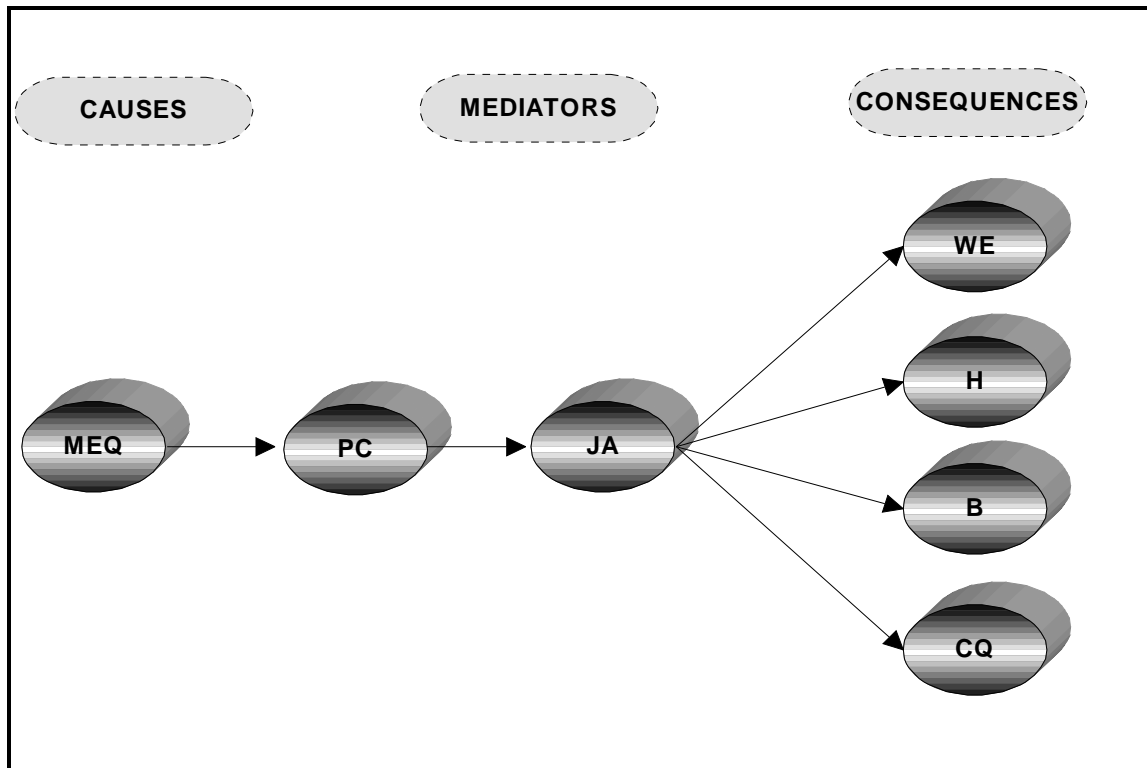 CAUSES
MEDIATORS
CONSEQUENCES
WE
H
MEQ
PC
JA
B
CQ